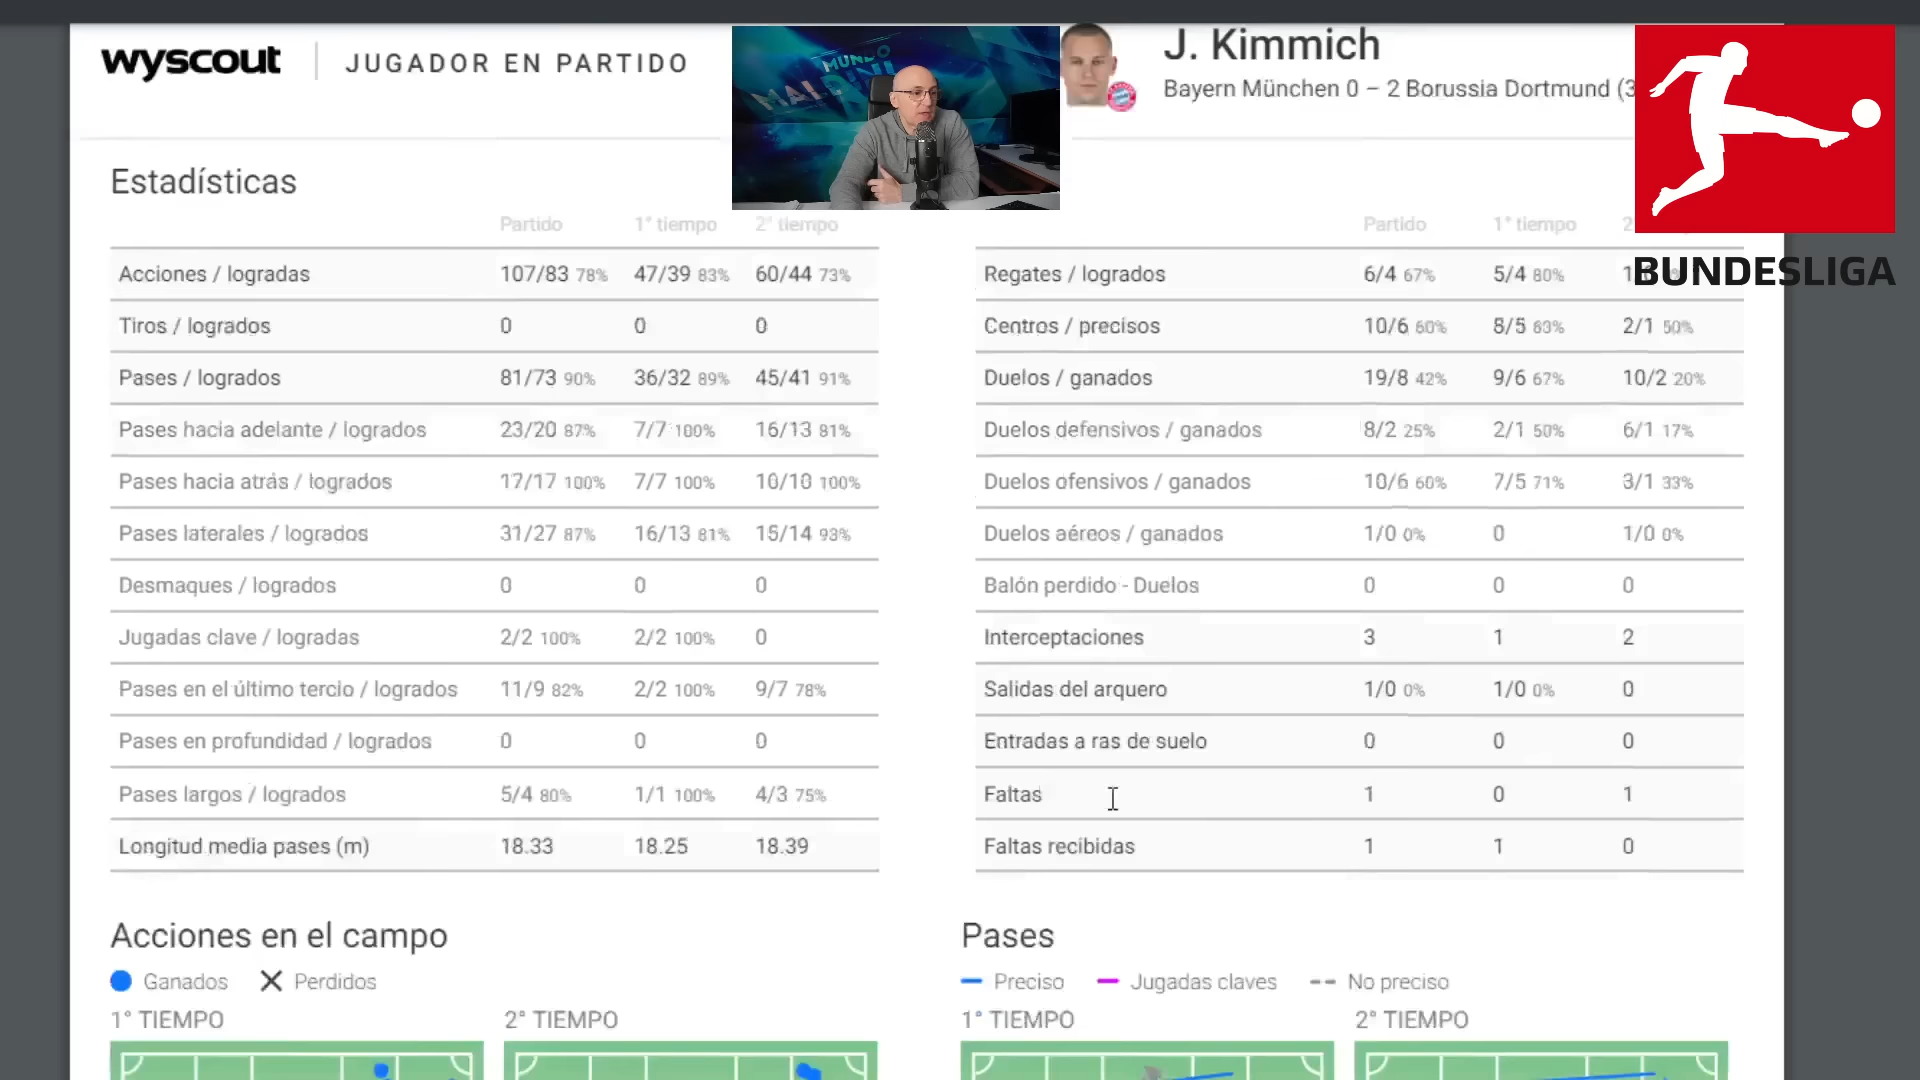 wyscout
JUGADOR EN PARTIDO
MUNDO
MALDINI
J. Kimmich
Bayern München 0 – 2 Borussia Dortmund (3
BUNDESLIGA
Estadísticas
Partido 1° tiempo 2° tiempo
Acciones / logradas 107/83 78% 47/39 83% 60/44 73%
Tiros / logrados 0 0 0
Pases / logrados 81/73 90% 36/32 89% 45/41 91%
Pases hacia adelante / logrados 23/20 87% 7/7 100% 16/13 81%
Pases hacia atrás / logrados 17/17 100% 7/7 100% 10/10 100%
Pases laterales / logrados 31/27 87% 16/13 81% 15/14 93%
Desmaques / logrados 0 0 0
Jugadas clave / logradas 2/2 100% 2/2 100% 0
Pases en el último tercio / logrados 11/9 82% 2/2 100% 9/7 78%
Pases en profundidad / logrados 0 0 0
Pases largos / logrados 5/4 80% 1/1 100% 4/3 75%
Longitud media pases (m) 18.33 18.25 18.39
Partido 1° tiempo 2
Regates / logrados 6/4 67% 5/4 80%
Centros / precisos 10/6 60% 8/5 63% 2/1 50%
Duelos / ganados 19/8 42% 9/6 67% 10/2 20%
Duelos defensivos / ganados 8/2 25% 2/1 50% 6/1 17%
Duelos ofensivos / ganados 10/6 60% 7/5 71% 3/1 33%
Duelos aéreos / ganados 1/0 0% 0 1/0 0%
Balón perdido - Duelos 0 0 0
Interceptaciones 3 1 2
Salidas del arquero 1/0 0% 1/0 0% 0
Entradas a ras de suelo 0 0 0
Faltas 1 0 1
Faltas recibidas 1 1 0
Acciones en el campo
Ganados Perdidos
1° TIEMPO 2° TIEMPO
Pases
Preciso Jugadas claves No preciso
1° TIEMPO 2° TIEMPO